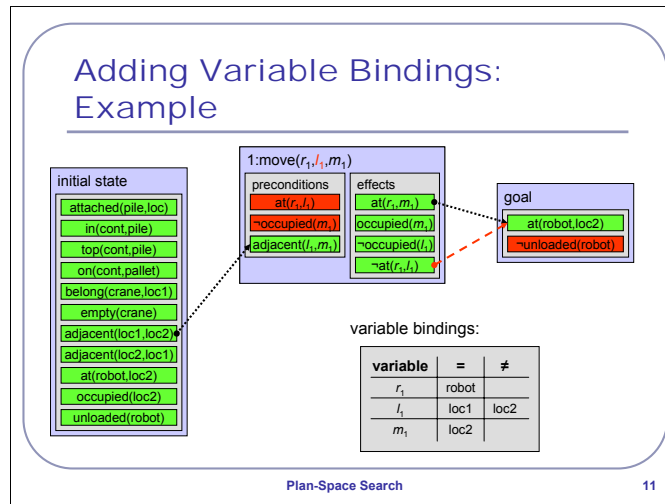 Adding Variable Bindings:
Example
initial state
attached(pile,loc)
in(cont,pile)
top(cont,pile)
on(cont,pallet)
belong(crane,loc1)
empty(crane)
adjacent(loc1,loc2)
adjacent(loc2,loc1)
at(robot,loc2)
occupied(loc2)
unloaded(robot)
1:move(r₁,l₁,m₁)
preconditions
at(r₁,l₁)
¬occupied(m₁)
adjacent(l₁,m₁)
effects
at(r₁,m₁)
occupied(m₁)
¬occupied(l₁)
¬at(r₁,l₁)
goal
at(robot,loc2)
¬unloaded(robot)
variable bindings:
variable = ≠
r₁ robot
l₁ loc1 loc2
m₁ loc2
Plan-Space Search 11